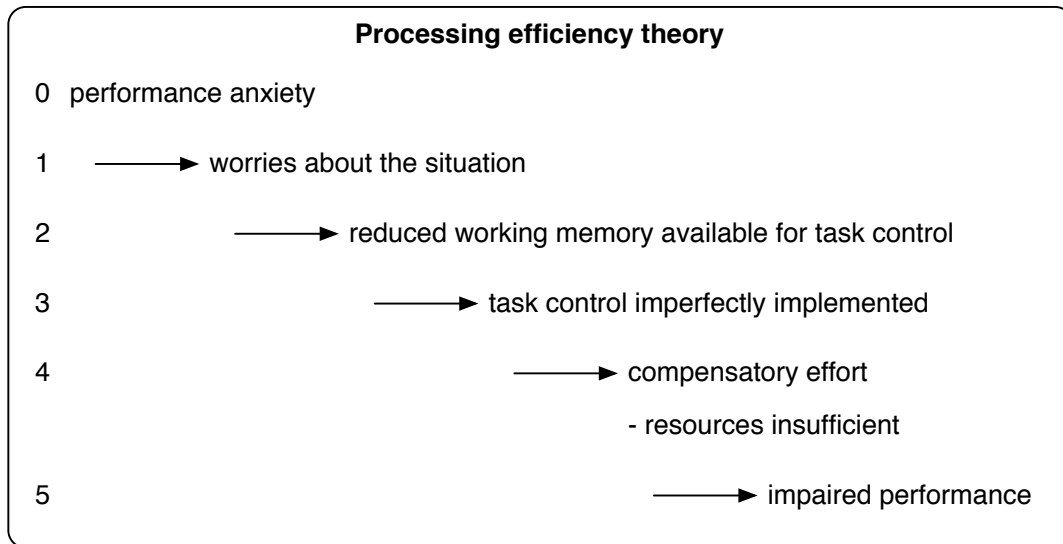 Processing efficiency theory
0 performance anxiety
1 worries about the situation
2 reduced working memory available for task control
3 task control imperfectly implemented
4 compensatory effort
- resources insufficient
5 impaired performance